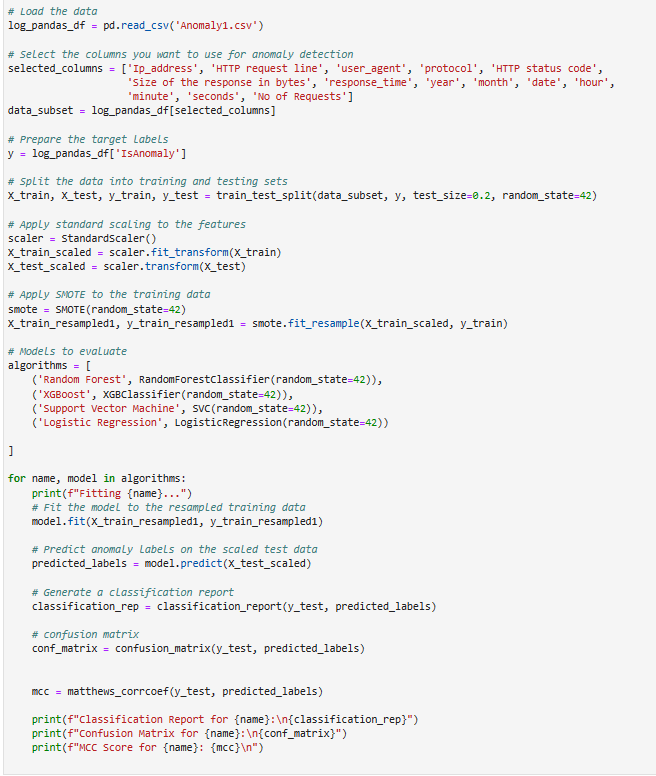 # Load the data
log_pandas_df = pd.read_csv('Anomaly1.csv')
# Select the columns you want to use for anomaly detection
selected_columns = ['Ip_address', 'HTTP request line', 'user_agent', 'protocol', 'HTTP status code',
'Size of the response in bytes', 'response_time', 'year', 'month', 'date', 'hour',
'minute', 'seconds', 'No of Requests']
data_subset = log_pandas_df[selected_columns]
# Prepare the target labels
y = log_pandas_df['IsAnomaly']
# Split the data into training and testing sets
X_train, X_test, y_train, y_test = train_test_split(data_subset, y, test_size=0.2, random_state=42)
# Apply standard scaling to the features
scaler = StandardScaler()
X_train_scaled = scaler.fit_transform(X_train)
X_test_scaled = scaler.transform(X_test)
# Apply SMOTE to the training data
smote = SMOTE(random_state=42)
X_train_resampled1, y_train_resampled1 = smote.fit_resample(X_train_scaled, y_train)
# Models to evaluate
algorithms = [
('Random Forest', RandomForestClassifier(random_state=42)),
('XGBoost', XGBClassifier(random_state=42)),
('Support Vector Machine', SVC(random_state=42)),
('Logistic Regression', LogisticRegression(random_state=42))
]
for name, model in algorithms:
print(f"Fitting {name}...")
# Fit the model to the resampled training data
model.fit(X_train_resampled1, y_train_resampled1)
# Predict anomaly labels on the scaled test data
predicted_labels = model.predict(X_test_scaled)
# Generate a classification report
classification_rep = classification_report(y_test, predicted_labels)
# confusion matrix
conf_matrix = confusion_matrix(y_test, predicted_labels)
mcc = matthews_corrcoef(y_test, predicted_labels)
print(f"Classification Report for {name}:\n{classification_rep}")
print(f"Confusion Matrix for {name}:\n{conf_matrix}")
print(f"MCC Score for {name}: {mcc}\n")